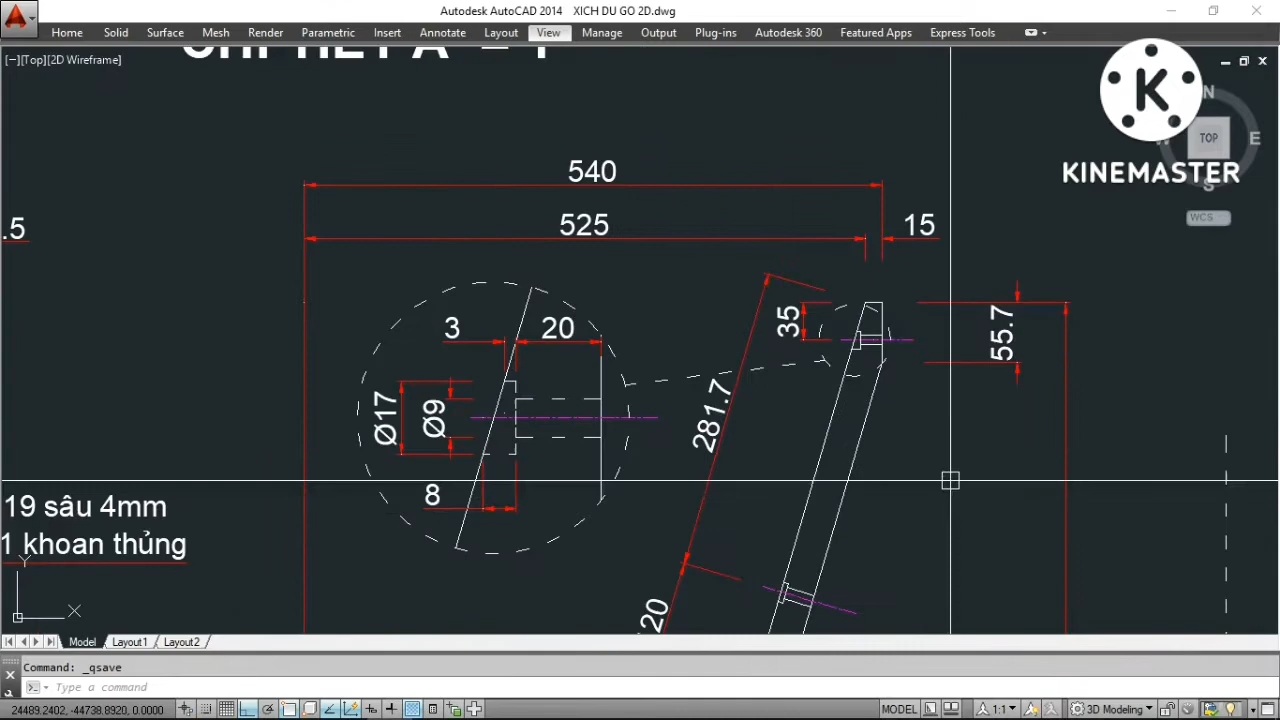 Autodesk AutoCAD 2014 XICH DU GO 2D.dwg
Home Solid Surface Mesh Render Parametric Insert Annotate Layout View Manage Output Plug-ins Autodesk 360 Featured Apps Express Tools
[−][Top][2D Wireframe]
K
N
TOP
E
KINEMASTER
S
WCS
540
.5
525
15
3
20
35
55.7
Ø17
Ø9
281.7
8
19 sâu 4mm
1 khoan thủng
20
Y
X
Model Layout1 Layout2
Command: _qsave
Type a command
24489.2402, -44738.8920, 0.0000
MODEL
1:1
3D Modeling